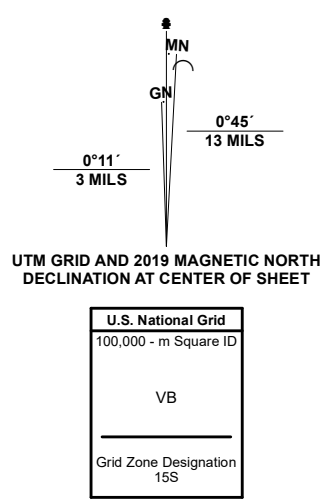 MN
GN
0°45´
13 MILS
0°11´
3 MILS
UTM GRID AND 2019 MAGNETIC NORTH
DECLINATION AT CENTER OF SHEET
U.S. National Grid
100,000 - m Square ID
VB
Grid Zone Designation
15S